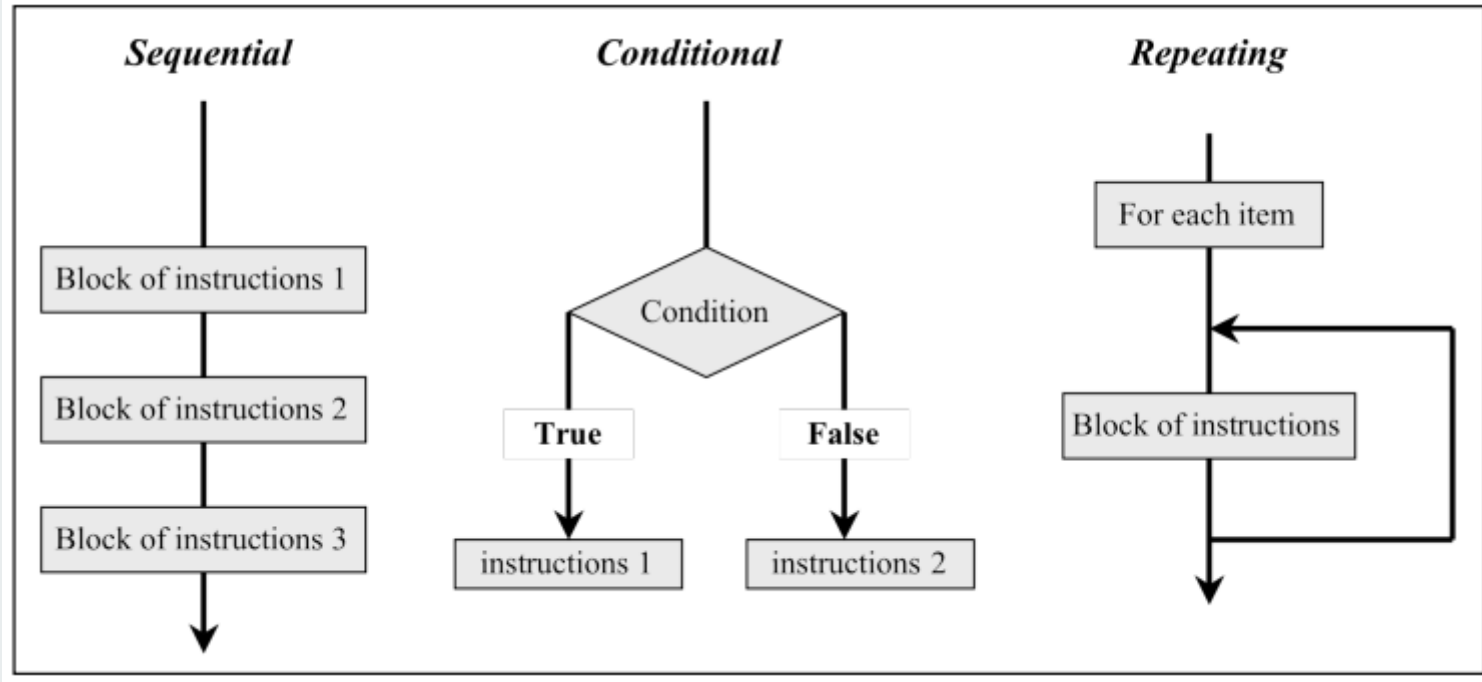 Sequential
Block of instructions 1
Block of instructions 2
Block of instructions 3
Conditional
Condition
True
False
instructions 1
instructions 2
Repeating
For each item
Block of instructions